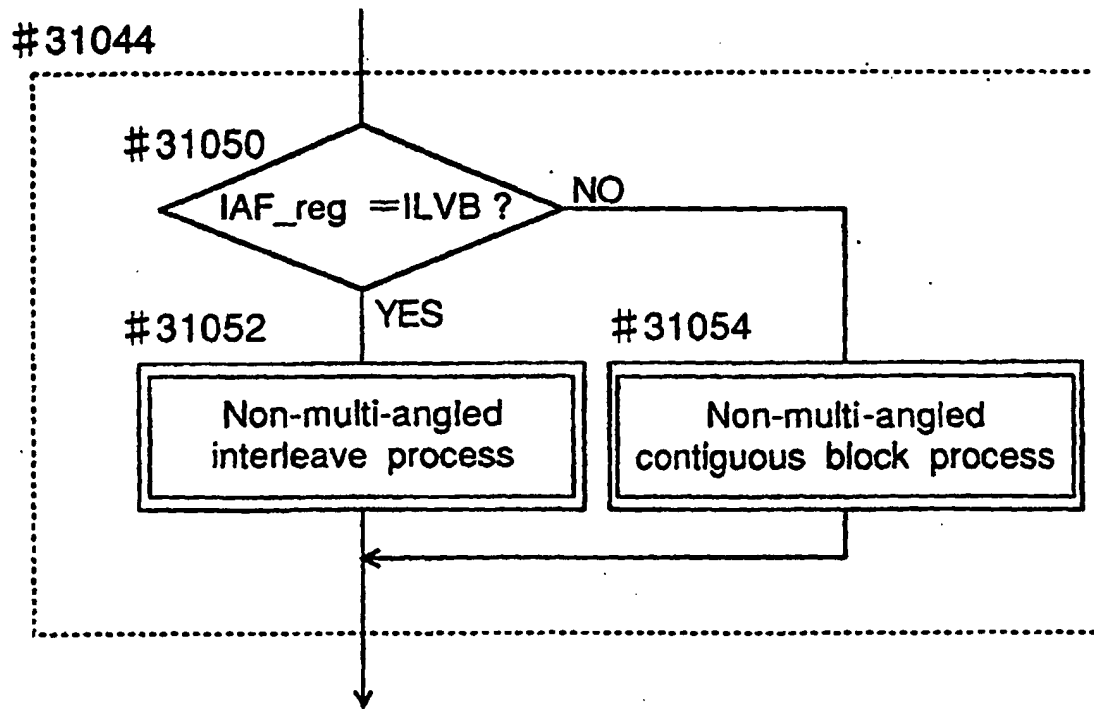 #31044
#31050
IAF_reg =ILVB ?
NO
YES
#31052
#31054
Non-multi-angled
interleave process
Non-multi-angled
contiguous block process